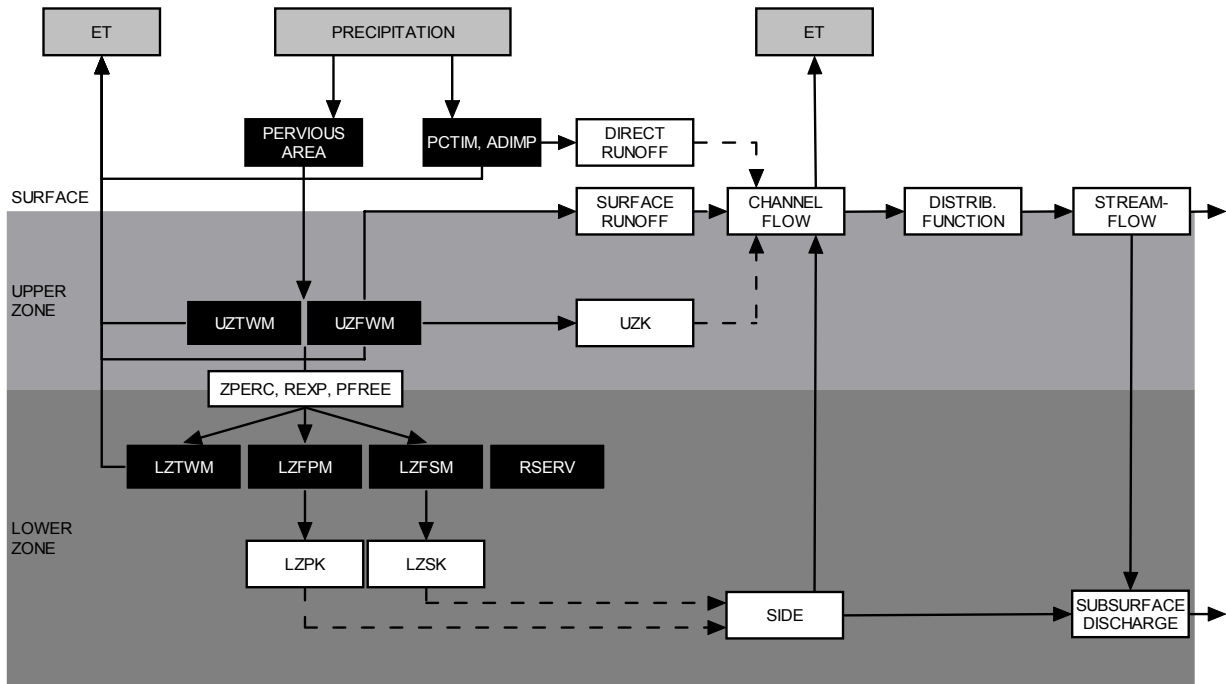 ET
PRECIPITATION
ET
PERVIOUS
AREA
PCTIM, ADIMP
DIRECT
RUNOFF
SURFACE
SURFACE
RUNOFF
CHANNEL
FLOW
DISTRIB.
FUNCTION
STREAM-
FLOW
UPPER
ZONE
UZTWM
UZFWM
UZK
ZPERC, REXP, PFREE
LZTWM
LZFPM
LZFSM
RSERV
LOWER
ZONE
LZPK
LZSK
SIDE
SUBSURFACE
DISCHARGE